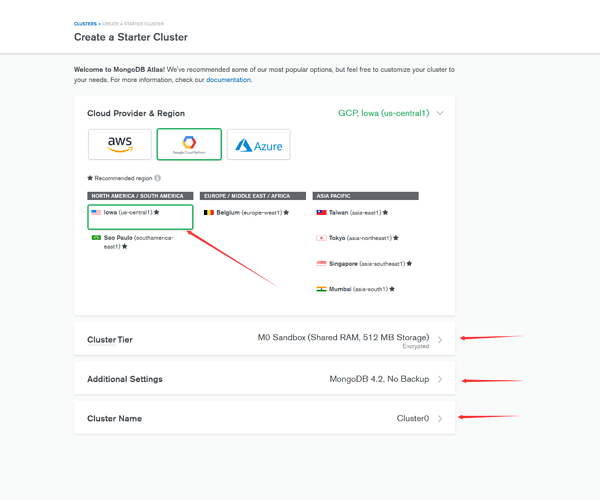 CLUSTERS > CREATE A STARTER CLUSTER
Create a Starter Cluster
Welcome to MongoDB Atlas! We've recommended some of our most popular options, but feel free to customize your cluster to
your needs. For more information, check our documentation.
Cloud Provider & Region
GCP, Iowa (us-central1)
aws
Google Cloud Platform
Azure
★ Recommended region
NORTH AMERICA / SOUTH AMERICA
EUROPE / MIDDLE EAST / AFRICA
ASIA PACIFIC
Iowa (us-central1) ★
Belgium (europe-west1) ★
Taiwan (asia-east1) ★
Sao Paulo (southamerica-
east1) ★
Tokyo (asia-northeast1) ★
Singapore (asia-southeast1) ★
Mumbai (asia-south1) ★
Cluster Tier
M0 Sandbox (Shared RAM, 512 MB Storage)
Encrypted
Additional Settings
MongoDB 4.2, No Backup
Cluster Name
Cluster0